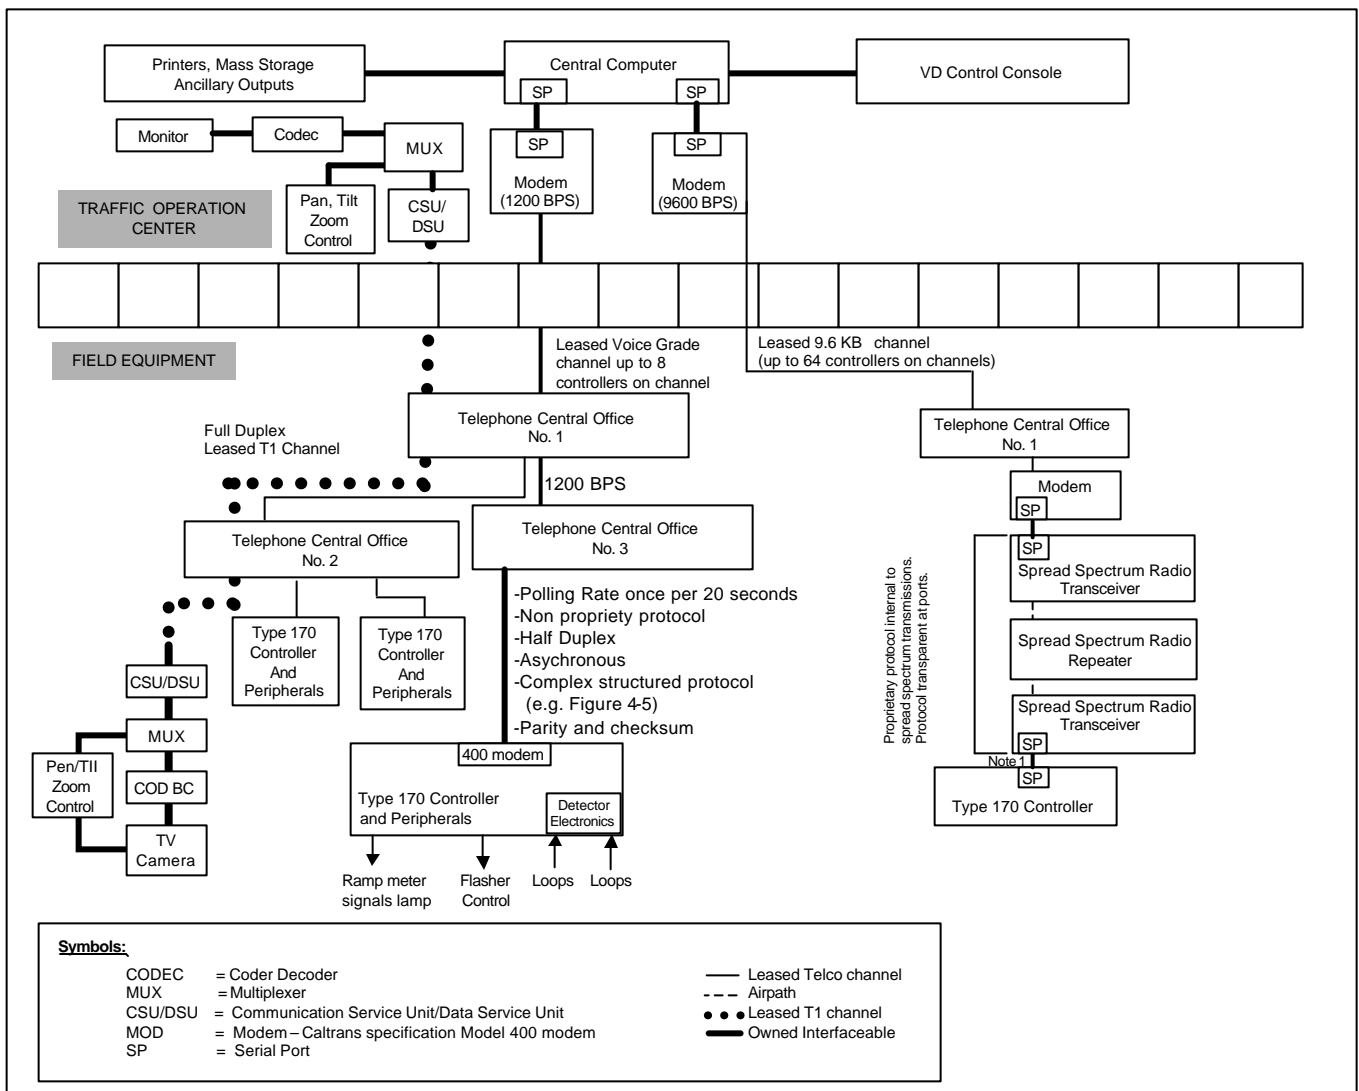 Printers, Mass Storage
Ancillary Outputs
Central Computer
SP
SP
VD Control Console
Monitor
Codec
MUX
SP
Modem
(1200 BPS)
SP
Modem
(9600 BPS)
TRAFFIC OPERATION
CENTER
Pan, Tilt
Zoom
Control
CSU/
DSU
FIELD EQUIPMENT
Leased Voice Grade
channel up to 8
controllers on channel
Leased 9.6 KB channel
(up to 64 controllers on channels)
Telephone Central Office
No. 1
Telephone Central Office
No. 1
Full Duplex
Leased T1 Channel
1200 BPS
Modem
SP
Telephone Central Office
No. 2
Telephone Central Office
No. 3
SP
Spread Spectrum Radio
Transceiver
Proprietary protocol internal to
spread spectrum transmissions.
Protocol transparent at ports.
Spread Spectrum Radio
Repeater
Spread Spectrum Radio
Transceiver
SP
Note 1
SP
Type 170 Controller
-Polling Rate once per 20 seconds
-Non propriety protocol
-Half Duplex
-Asychronous
-Complex structured protocol
(e.g. Figure 4-5)
-Parity and checksum
Type 170
Controller
And
Peripherals
Type 170
Controller
And
Peripherals
CSU/DSU
MUX
Pen/TII
Zoom
Control
COD BC
TV
Camera
400 modem
Type 170 Controller
and Peripherals
Detector
Electronics
Ramp meter
signals lamp
Flasher
Control
Loops
Loops
Symbols:
CODEC = Coder Decoder
MUX = Multiplexer
CSU/DSU = Communication Service Unit/Data Service Unit
MOD = Modem – Caltrans specification Model 400 modem
SP = Serial Port
Leased Telco channel
Airpath
Leased T1 channel
Owned Interfaceable